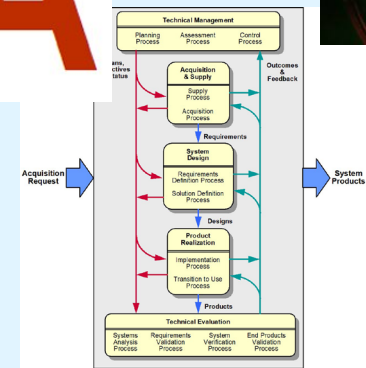 Technical Management
Planning Process
Assessment Process
Control Process
ans,
ctives
status
Outcomes
&
Feedback
Acquisition
& Supply
Supply
Process
Acquisition
Process
Requirements
System
Design
Requirements
Definition Process
Solution Definition
Process
Acquisition
Request
System
Products
Designs
Product
Realization
Implementation
Process
Transition to Use
Process
Products
Technical Evaluation
Systems Analysis Process
Requirements Validation Process
System Verification Process
End Products Validation Process